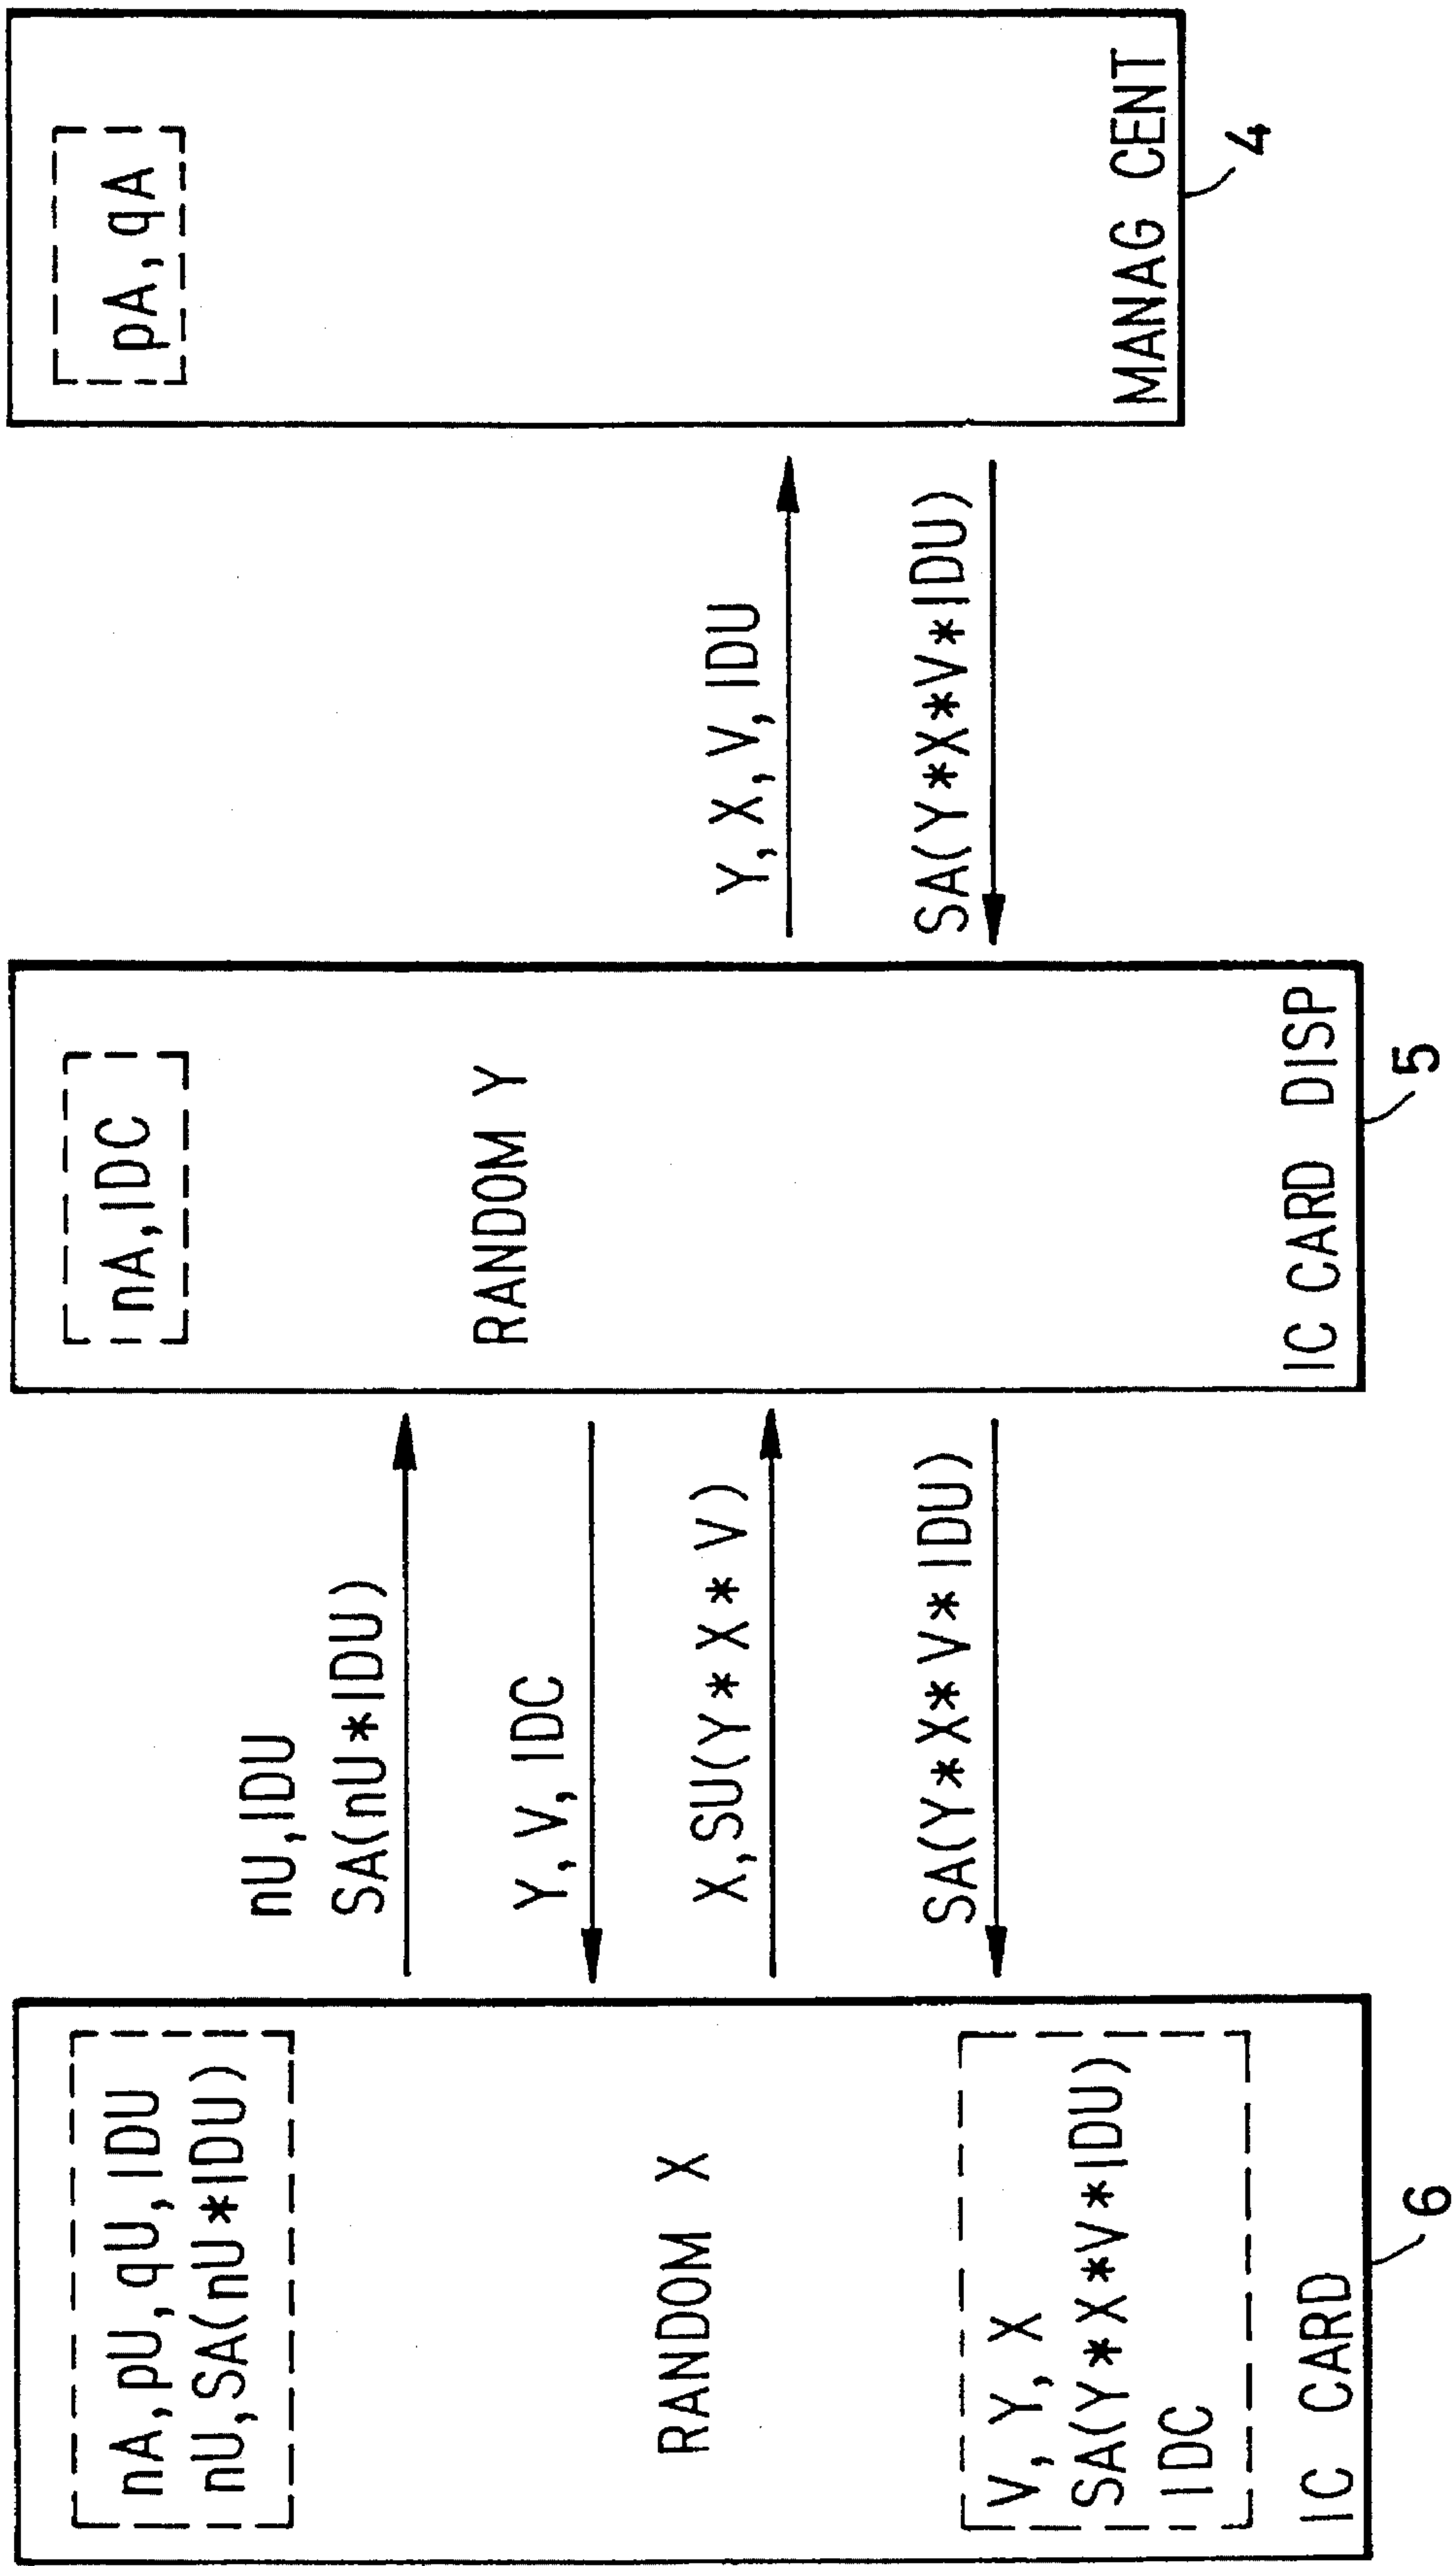 nA,pU,qU,IDU
nU,SA(nU*IDU)
RANDOM X
V, Y, X
SA(Y*X*V*IDU)
IDC
IC CARD
6
nU,IDU
SA(nU*IDU)
Y,V,IDC
X,SU(Y*X*V)
SA(Y*X*V*IDU)
nA,IDC
RANDOM Y
IC CARD DISP
5
Y,X,V,IDU
SA(Y*X*V*IDU)
pA,qA
MANAG CENT
4